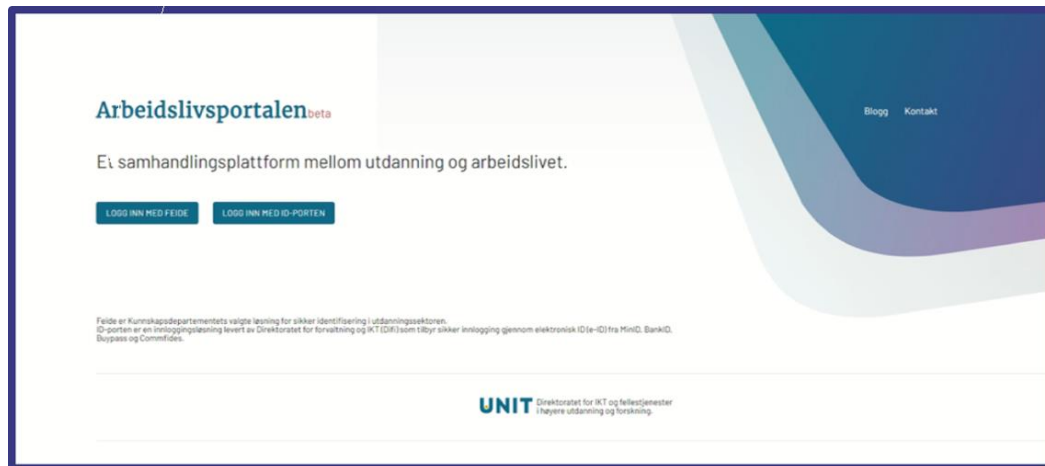 Arbeidslivsportalen beta
Blogg Kontakt
Ei samhandlingsplattform mellom utdanning og arbeidslivet.
LOGG INN MED FEIDE LOGG INN MED ID-PORTEN
Feide er Kunnskapsdepartementets valgte løsning for sikker identifisering i utdanningssektoren.
ID-porten er en innloggingsløsning levert av Direktoratet for forvaltning og IKT (Difi) som tilbyr sikker innlogging gjennom elektronisk ID (e-ID) fra MinID, BankID,
Buypass og Commfides.
UNIT Direktoratet for IKT og fellestjenester
i høyere utdanning og forskning.